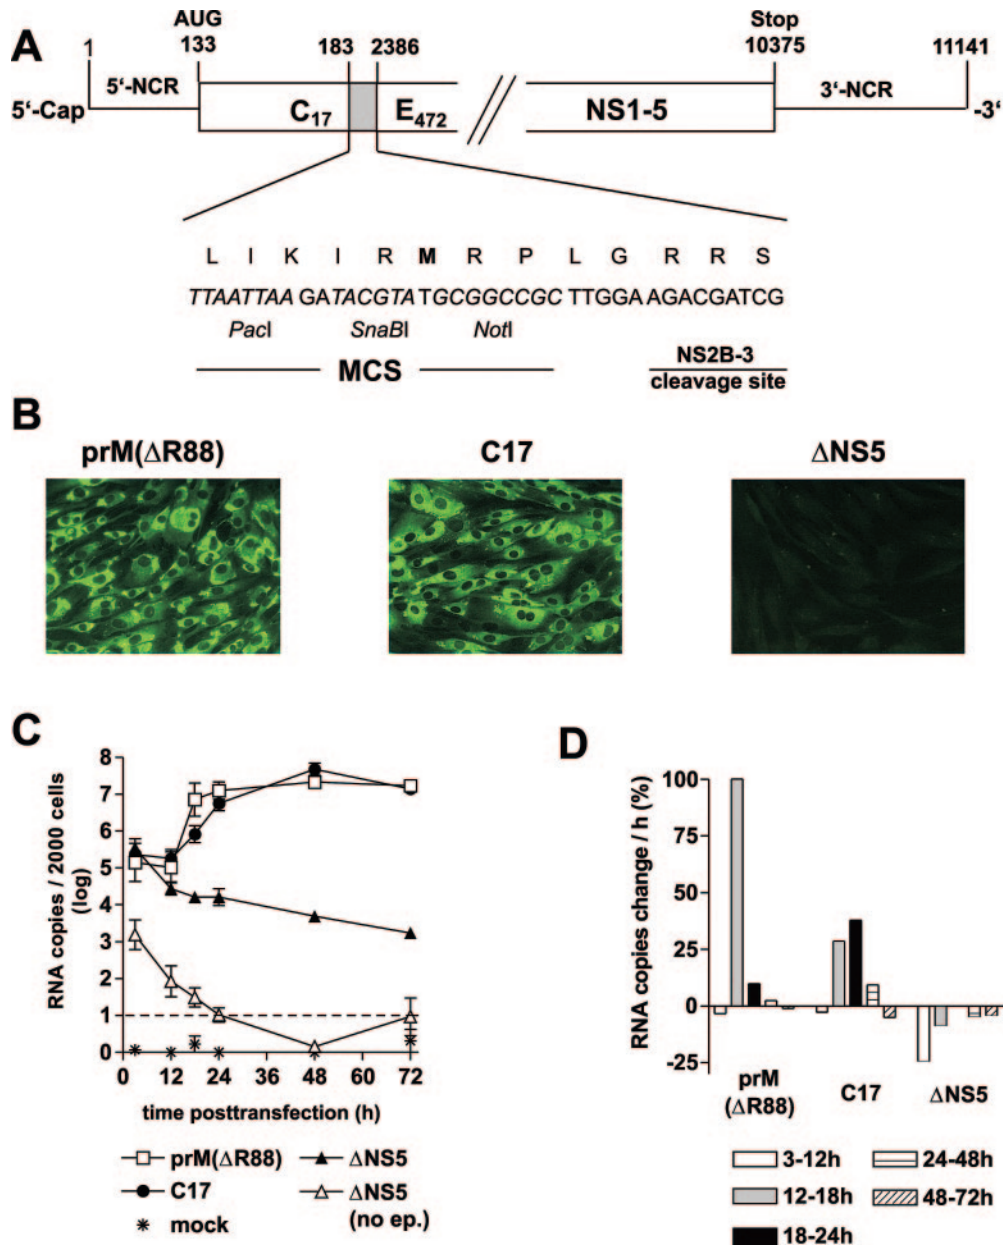 A
AUG
Stop
1
133
183
2386
10375
11141
5‘-NCR
3‘-NCR
5‘-Cap
C17
E472
NS1-5
-3‘
L I K I R M R P L G R R S
TTAATTAA GATACGTATGCGGCCGC TTGGAAGACGATCG
PacI
SnaBI
NotI
MCS
NS2B-3
cleavage site
B
prM(ΔR88)
C17
ΔNS5
C
RNA copies / 2000 cells
(log)
8
7
6
5
4
3
2
1
0
0 12 24 36 48 72
time posttransfection (h)
prM(ΔR88)
C17
mock
ΔNS5
ΔNS5
(no ep.)
D
RNA copies change / h (%)
100
75
50
25
0
-25
prM
(ΔR88)
C17
ΔNS5
3-12h
12-18h
18-24h
24-48h
48-72h